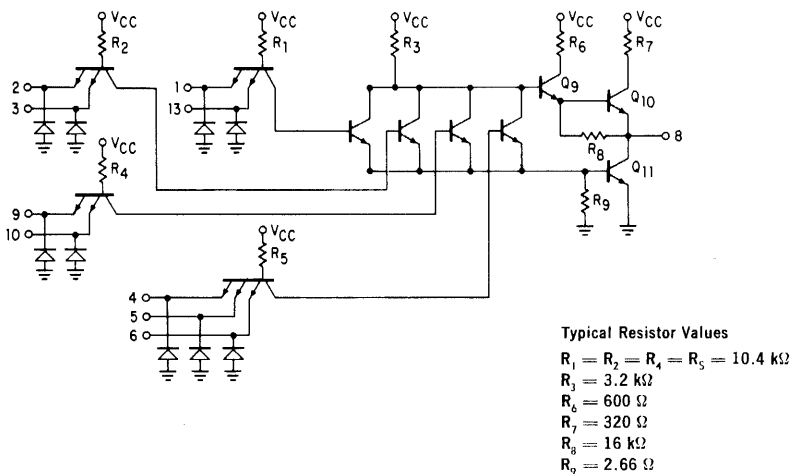 VCC
R2
VCC
R1
VCC
R3
VCC
R6
VCC
R7
2
3
1
13
Q9
Q10
R8
8
VCC
R4
Q11
R9
9
10
VCC
R5
4
5
6
Typical Resistor Values
R1 = R2 = R4 = R5 = 10.4 kΩ
R3 = 3.2 kΩ
R6 = 600 Ω
R7 = 320 Ω
R8 = 16 kΩ
R9 = 2.66 Ω